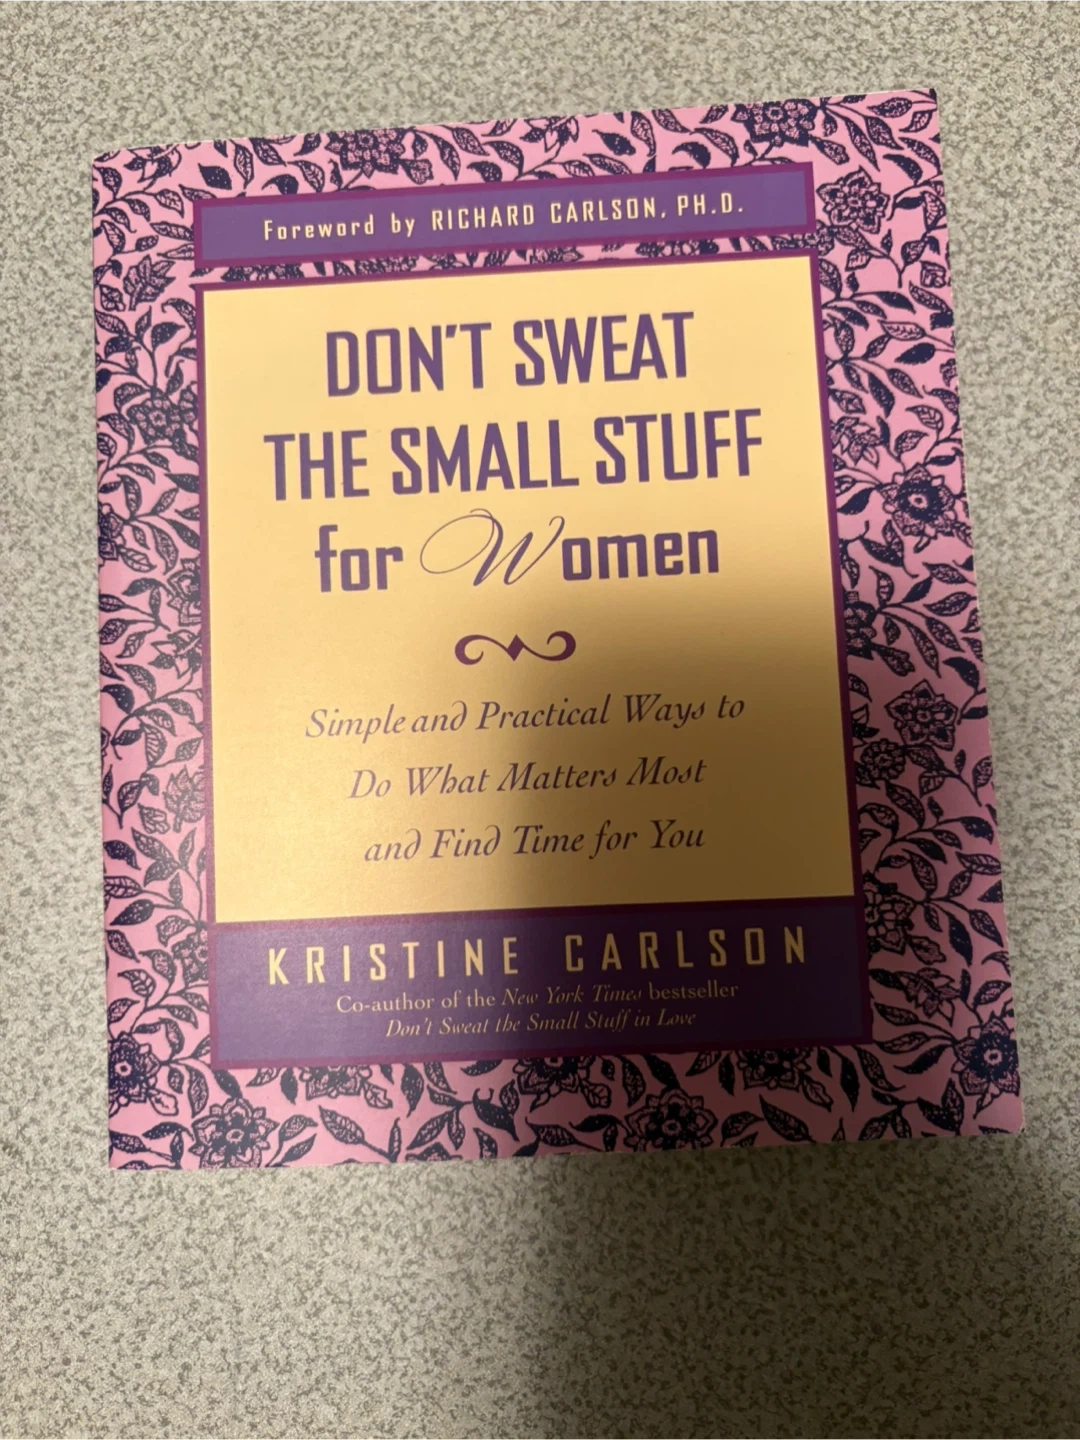 Foreword by RICHARD CARLSON, PH.D.
DON'T SWEAT
THE SMALL STUFF
for Women
Simple and Practical Ways to
Do What Matters Most
and Find Time for You
KRISTINE CARLSON
Co-author of the New York Times bestseller
Don't Sweat the Small Stuff in Love